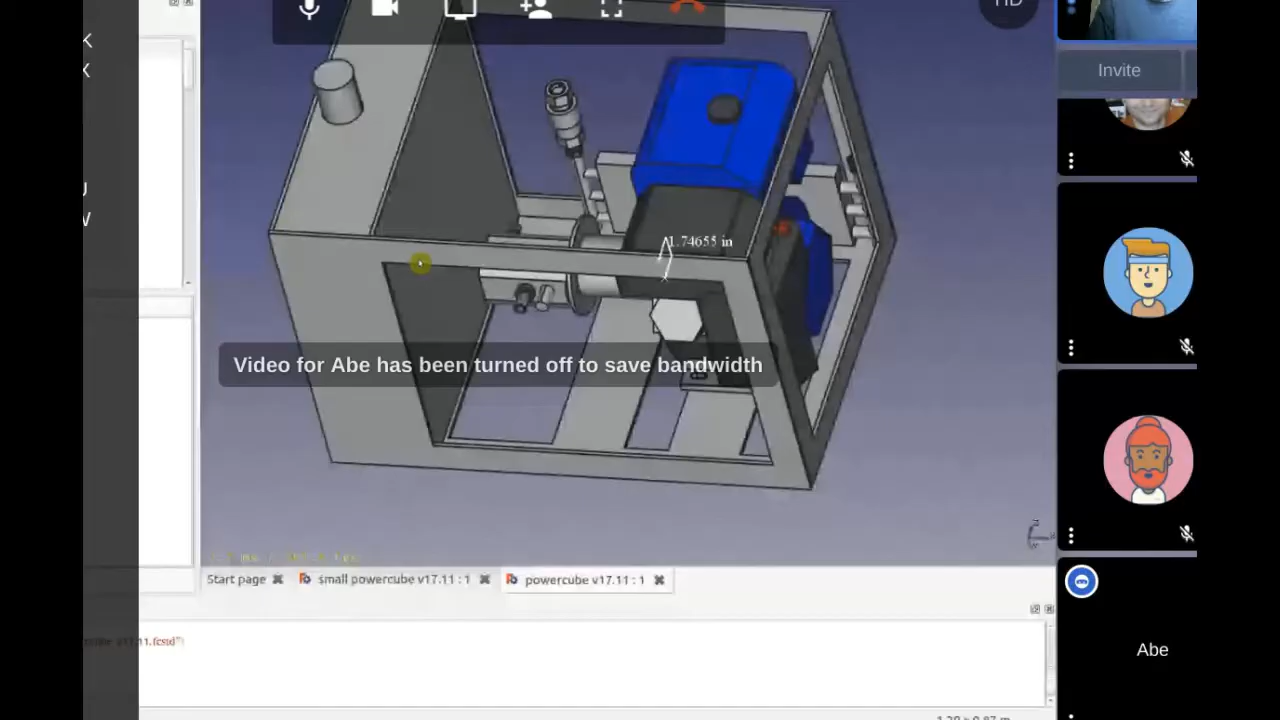 HD
K
K
Invite
1.74655 in
Video for Abe has been turned off to save bandwidth
Start page
small powercube v17.11 : 1
powercube v17.11 : 1
Abe